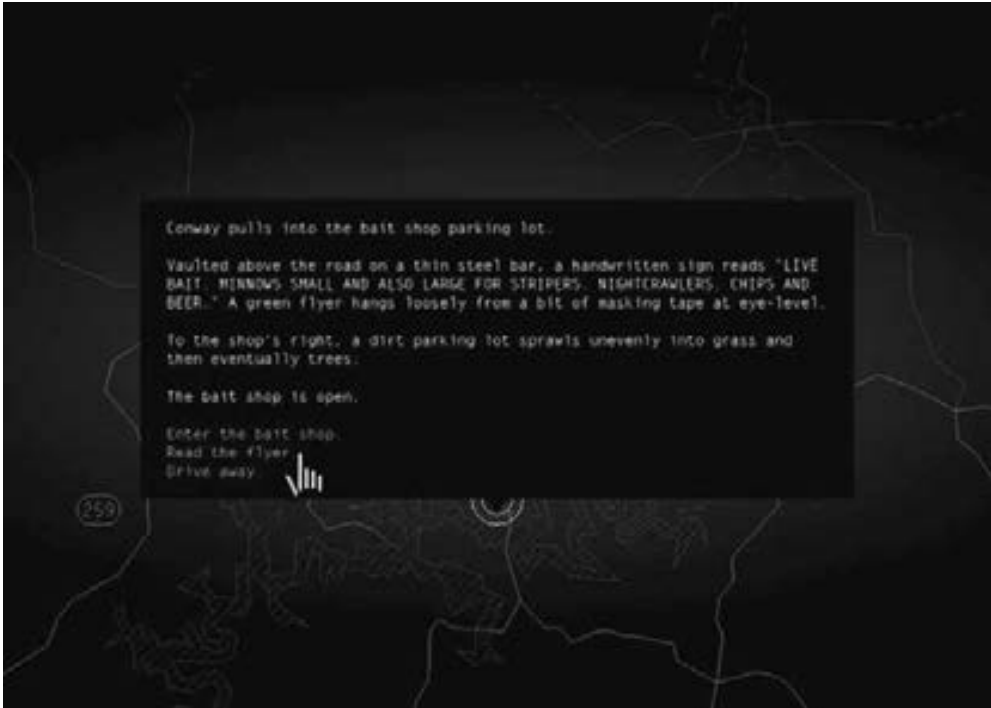 Conway pulls into the bait shop parking lot.
Vaulted above the road on a thin steel bar, a handwritten sign reads "LIVE
BAIT. MINNOWS SMALL AND ALSO LARGE FOR STRIPERS. NIGHTCRAWLERS, CHIPS AND
BEER." A green flyer hangs loosely from a bit of masking tape at eye-level.
To the shop's right, a dirt parking lot sprawls unevenly into grass and
then eventually trees.
The bait shop is open.
Enter the bait shop.
Read the flyer.
Drive away.
259